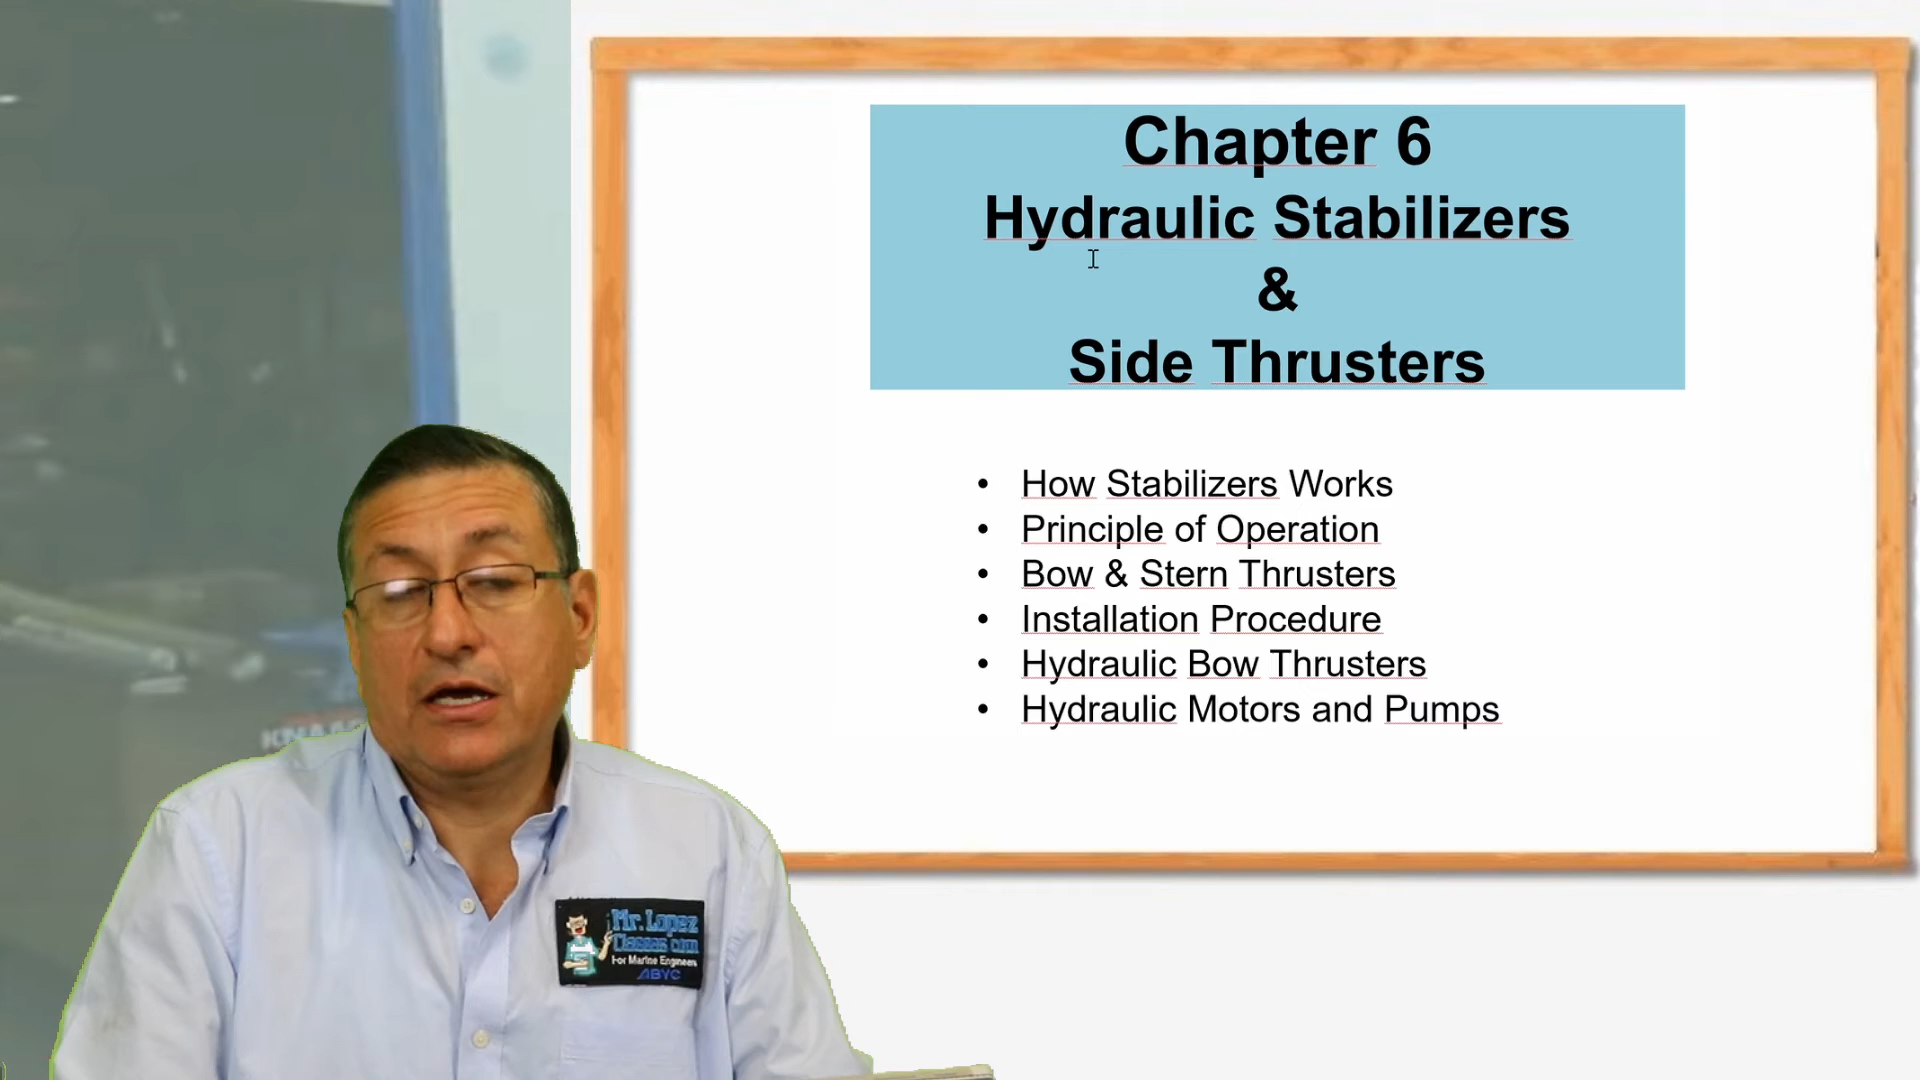 Chapter 6
Hydraulic Stabilizers
&
Side Thrusters
• How Stabilizers Works
• Principle of Operation
• Bow & Stern Thrusters
• Installation Procedure
• Hydraulic Bow Thrusters
• Hydraulic Motors and Pumps
Mr. Lopez
Classes.com
For Marine Engineers
ABYC